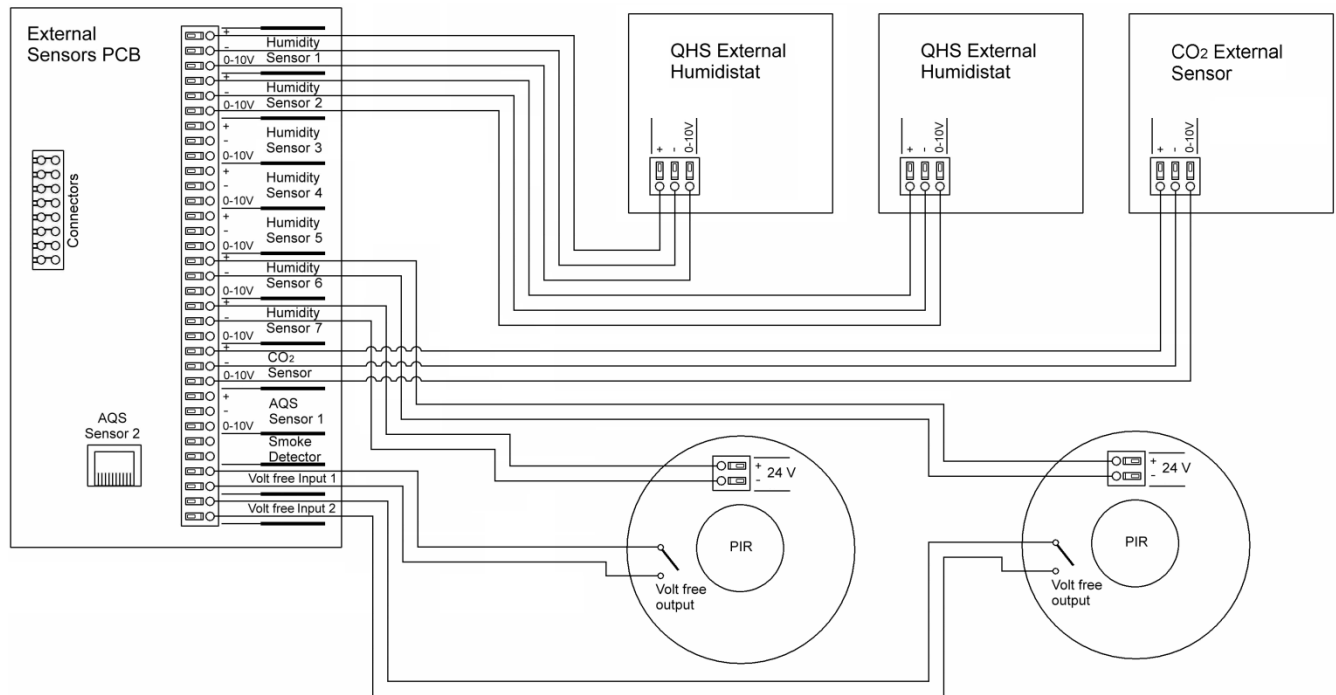 External
Sensors PCB
+
-
0-10V
Humidity
Sensor 1
+
-
0-10V
Humidity
Sensor 2
+
-
0-10V
Humidity
Sensor 3
+
-
0-10V
Humidity
Sensor 4
+
-
0-10V
Humidity
Sensor 5
+
-
0-10V
Humidity
Sensor 6
+
-
0-10V
Humidity
Sensor 7
+
-
0-10V
CO2
Sensor
+
-
0-10V
AQS
Sensor 1
Smoke
Detector
Volt free Input 1
Volt free Input 2
Connectors
AQS
Sensor 2
QHS External
Humidistat
+
-
0-10V
QHS External
Humidistat
+
-
0-10V
CO2 External
Sensor
+
-
0-10V
+
-
24 V
PIR
Volt free
output
+
-
24 V
PIR
Volt free
output